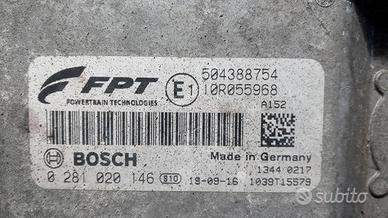 FPT
POWERTRAIN TECHNOLOGIES
E1
504388754
10R055968
A152
BOSCH
Made in Germany
1344 0217
0 281 020 146 810
18-09-16 1039T15579
subito